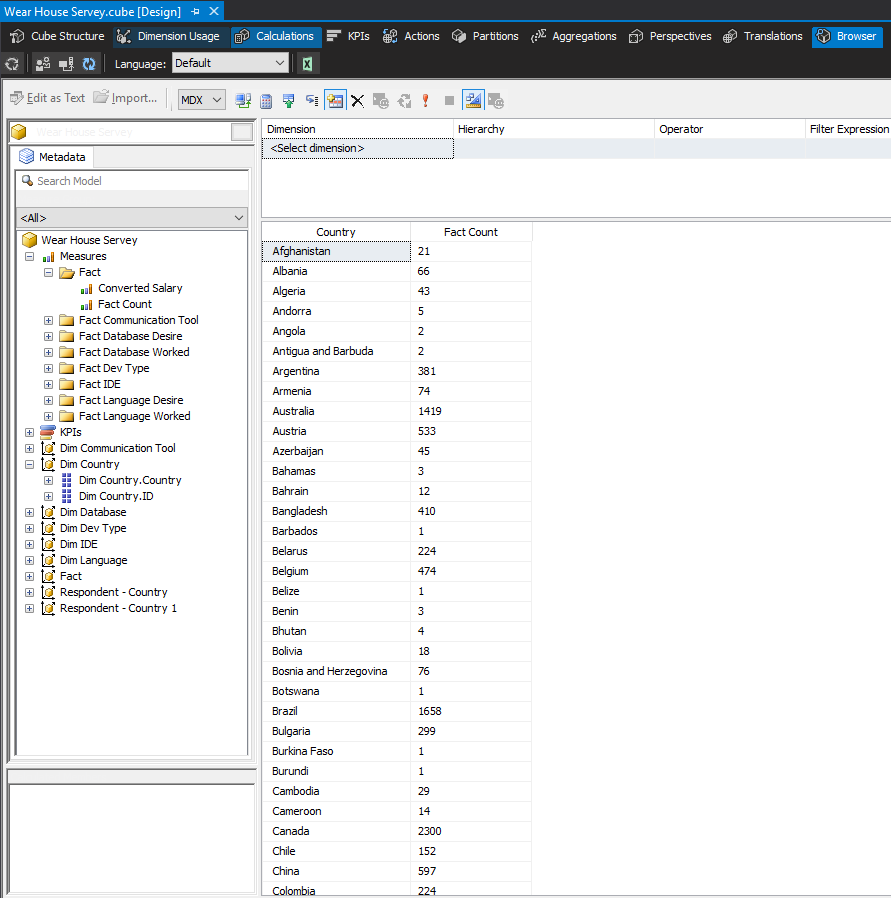 Wear House Servey.cube [Design]
Cube Structure Dimension Usage Calculations KPIs Actions Partitions Aggregations Perspectives Translations Browser
Language: Default
Edit as Text Import... MDX
Wear House Servey
Metadata
Search Model
<All>
Wear House Servey
Measures
Fact
Converted Salary
Fact Count
Fact Communication Tool
Fact Database Desire
Fact Database Worked
Fact Dev Type
Fact IDE
Fact Language Desire
Fact Language Worked
KPIs
Dim Communication Tool
Dim Country
Dim Country.Country
Dim Country.ID
Dim Database
Dim Dev Type
Dim IDE
Dim Language
Fact
Respondent - Country
Respondent - Country 1
Dimension Hierarchy Operator Filter Expression
<Select dimension>
Country Fact Count
Afghanistan 21
Albania 66
Algeria 43
Andorra 5
Angola 2
Antigua and Barbuda 2
Argentina 381
Armenia 74
Australia 1419
Austria 533
Azerbaijan 45
Bahamas 3
Bahrain 12
Bangladesh 410
Barbados 1
Belarus 224
Belgium 474
Belize 1
Benin 3
Bhutan 4
Bolivia 18
Bosnia and Herzegovina 76
Botswana 1
Brazil 1658
Bulgaria 299
Burkina Faso 1
Burundi 1
Cambodia 29
Cameroon 14
Canada 2300
Chile 152
China 597
Colombia 224